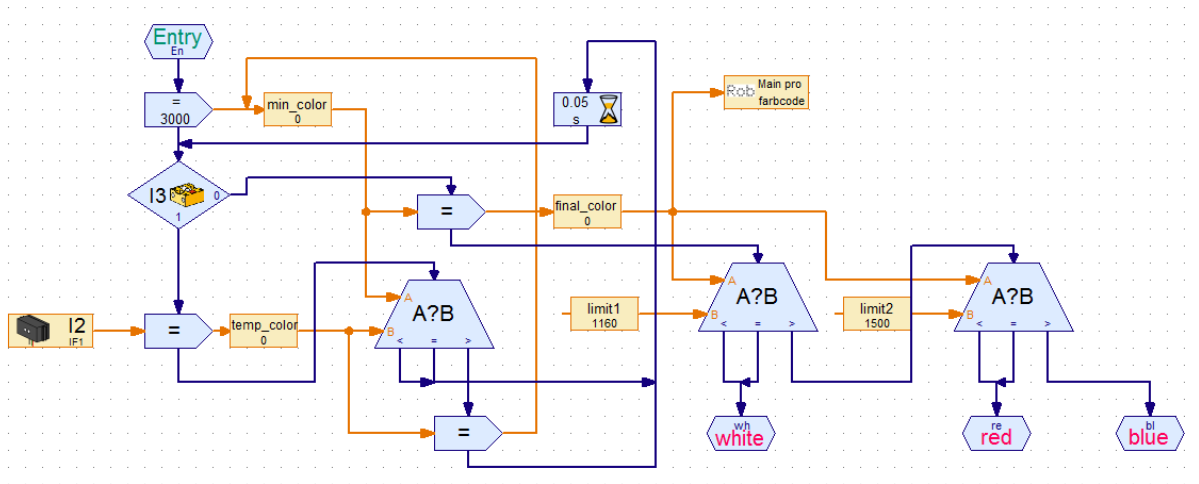 Entry
En
=
3000
min_color
0
0.05
s
Rob
Main pro
farbcode
I3
0
1
=
final_color
0
I2
IF1
=
temp_color
0
A
A?B
B
< = >
limit1
1160
A
A?B
B
< = >
limit2
1500
A
A?B
B
< = >
=
wh
white
re
red
bl
blue